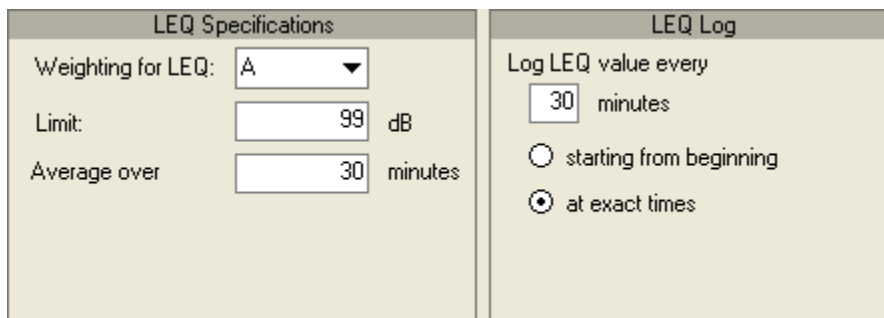 LEQ Specifications
Weighting for LEQ: A
Limit: 99 dB
Average over 30 minutes
LEQ Log
Log LEQ value every
30 minutes
starting from beginning
at exact times